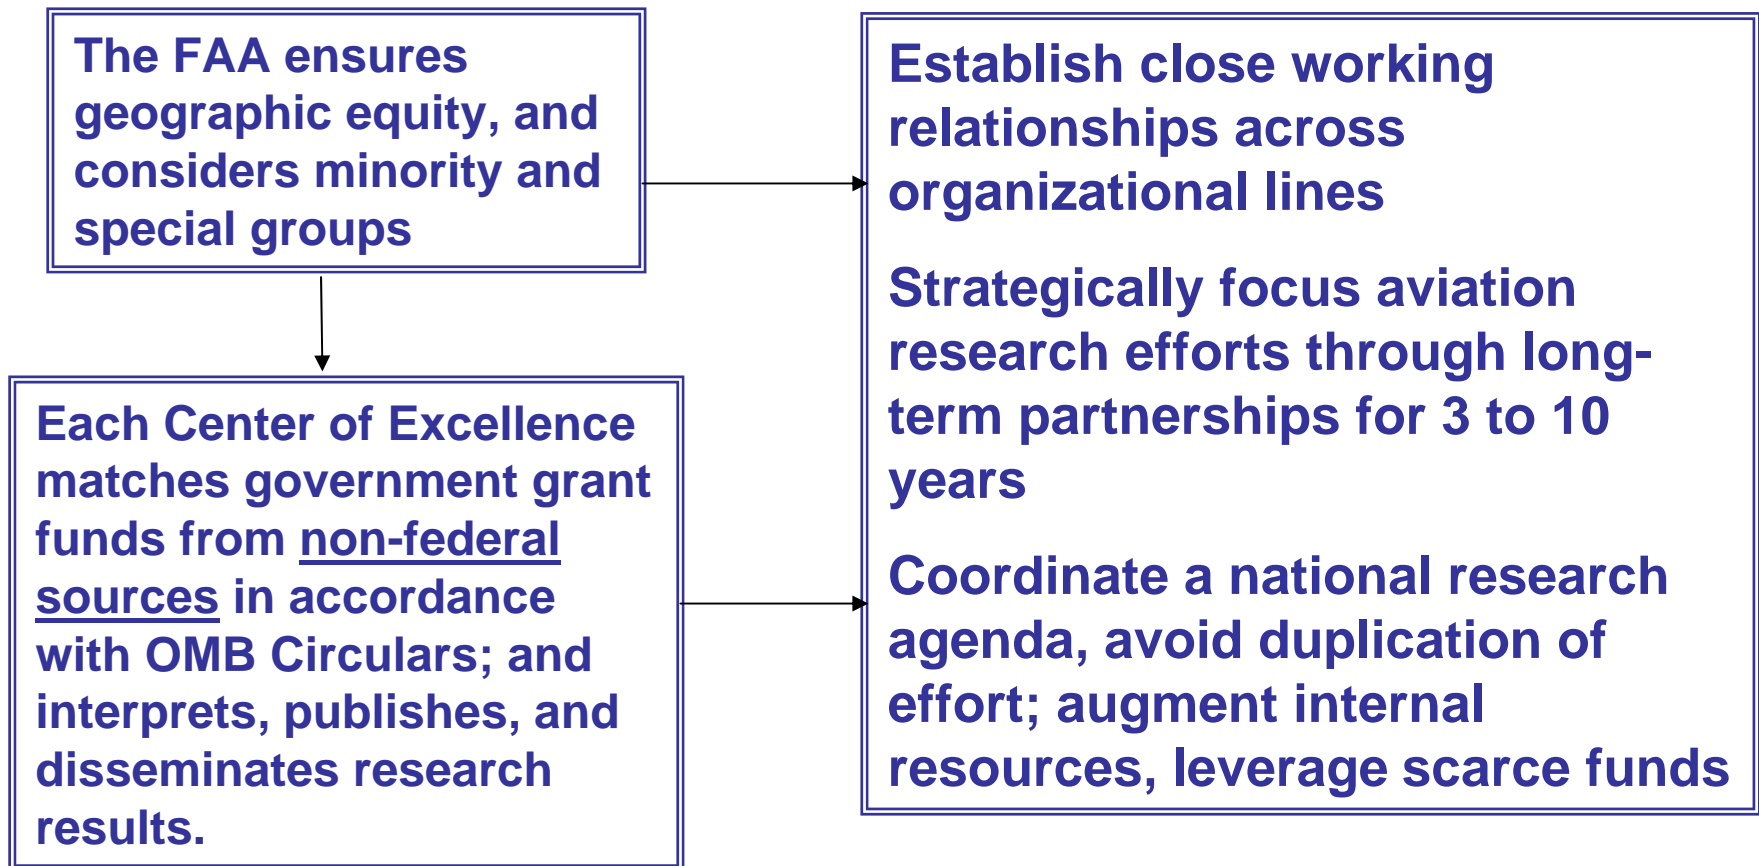 The FAA ensures
geographic equity, and
considers minority and
special groups
Each Center of Excellence
matches government grant
funds from non-federal
sources in accordance
with OMB Circulars; and
interprets, publishes, and
disseminates research
results.
Establish close working
relationships across
organizational lines
Strategically focus aviation
research efforts through long-
term partnerships for 3 to 10
years
Coordinate a national research
agenda, avoid duplication of
effort; augment internal
resources, leverage scarce funds